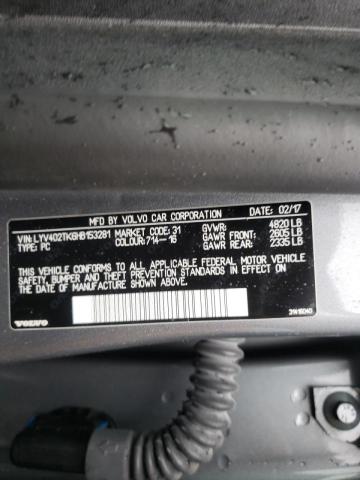 MFD. BY VOLVO CAR CORPORATION DATE: 02/17
VIN: LYV402TK6HB153281 MARKET CODE: 31 GVWR: 4820 LB
TYPE: PC COLOUR: 714-16 GAWR FRONT: 2605 LB
GAWR REAR: 2335 LB
THIS VEHICLE CONFORMS TO ALL APPLICABLE FEDERAL MOTOR VEHICLE
SAFETY, BUMPER AND THEFT PREVENTION STANDARDS IN EFFECT ON THE
DATE OF MANUFACTURE SHOWN ABOVE.
VOLVO 31416040